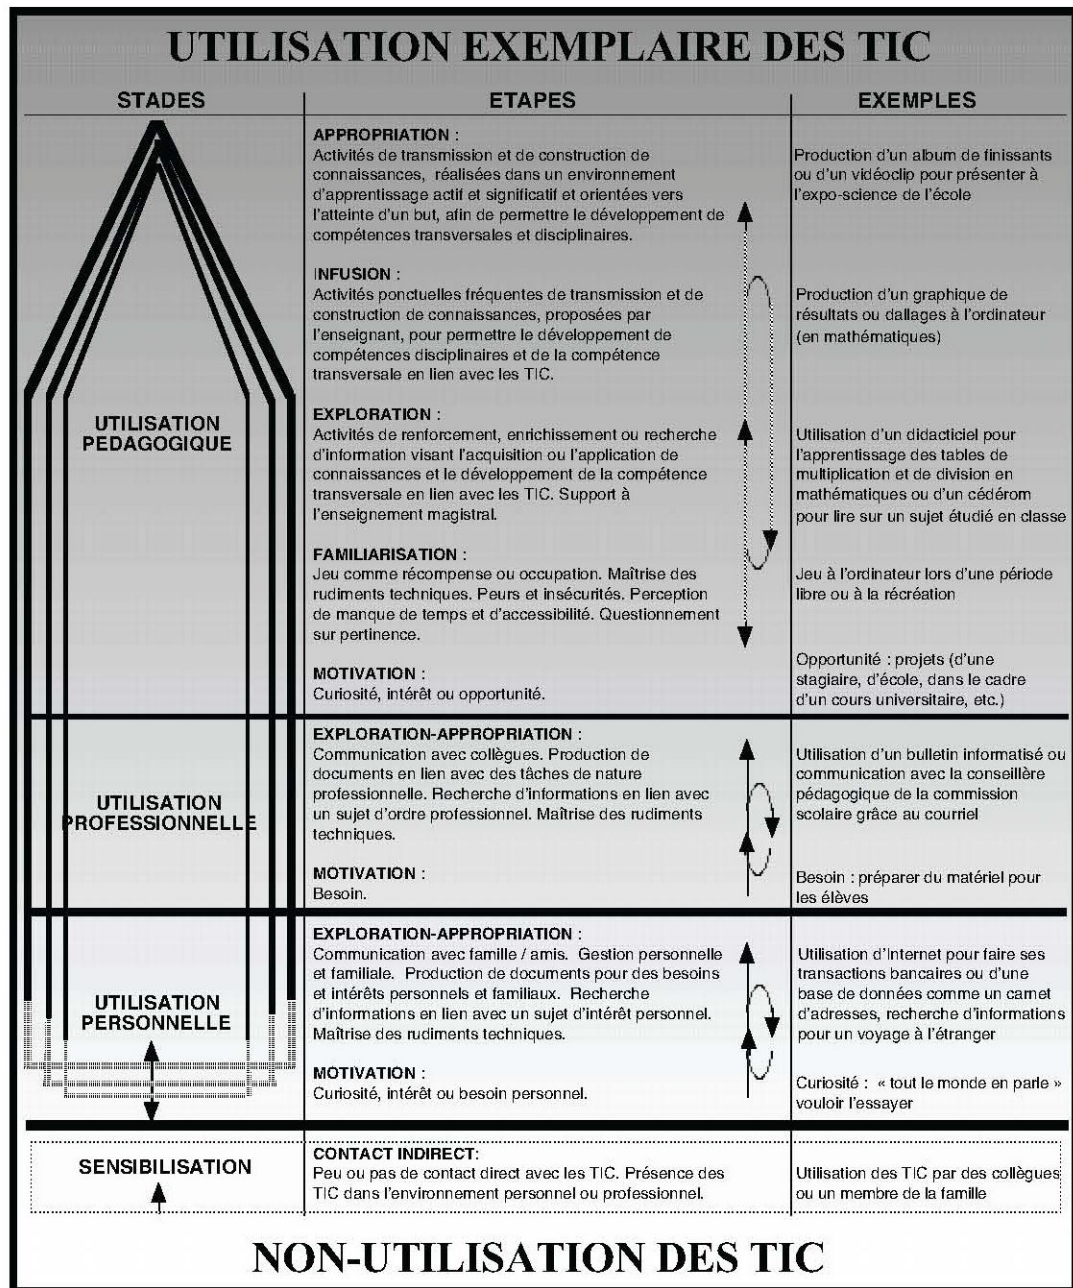 UTILISATION EXEMPLAIRE DES TIC
STADES
ETAPES
EXEMPLES
APPROPRIATION :
Activités de transmission et de construction de
connaissances, réalisées dans un environnement
d'apprentissage actif et significatif et orientées vers
l'atteinte d'un but, afin de permettre le développement de
compétences transversales et disciplinaires.
Production d'un album de finissants
ou d'un vidéoclip pour présenter à
l'expo-science de l'école
INFUSION :
Activités ponctuelles fréquentes de transmission et de
construction de connaissances, proposées par
l'enseignant, pour permettre le développement de
compétences disciplinaires et de la compétence
transversale en lien avec les TIC.
Production d'un graphique de
résultats ou dallages à l'ordinateur
(en mathématiques)
UTILISATION
PEDAGOGIQUE
EXPLORATION :
Activités de renforcement, enrichissement ou recherche
d'information visant l'acquisition ou l'application de
connaissances et le développement de la compétence
transversale en lien avec les TIC. Support à
l'enseignement magistral.
Utilisation d'un didacticiel pour
l'apprentissage des tables de
multiplication et de division en
mathématiques ou d'un cédérom
pour lire sur un sujet étudié en classe
FAMILIARISATION :
Jeu comme récompense ou occupation. Maîtrise des
rudiments techniques. Peurs et insécurités. Perception
de manque de temps et d'accessibilité. Questionnement
sur pertinence.
Jeu à l'ordinateur lors d'une période
libre ou à la récréation
MOTIVATION :
Curiosité, intérêt ou opportunité.
Opportunité : projets (d'une
stagiaire, d'école, dans le cadre
d'un cours universitaire, etc.)
UTILISATION
PROFESSIONNELLE
EXPLORATION-APPROPRIATION :
Communication avec collègues. Production de
documents en lien avec des tâches de nature
professionnelle. Recherche d'informations en lien avec
un sujet d'ordre professionnel. Maîtrise des rudiments
techniques.
Utilisation d'un bulletin informatisé ou
communication avec la conseillère
pédagogique de la commission
scolaire grâce au courriel
MOTIVATION :
Besoin.
Besoin : préparer du matériel pour
les élèves
UTILISATION
PERSONNELLE
EXPLORATION-APPROPRIATION :
Communication avec famille / amis. Gestion personnelle
et familiale. Production de documents pour des besoins
et intérêts personnels et familiaux. Recherche
d'informations en lien avec un sujet d'intérêt personnel.
Maîtrise des rudiments techniques.
Utilisation d'Internet pour faire ses
transactions bancaires ou d'une
base de données comme un carnet
d'adresses, recherche d'informations
pour un voyage à l'étranger
MOTIVATION :
Curiosité, intérêt ou besoin personnel.
Curiosité : « tout le monde en parle »
vouloir l'essayer
SENSIBILISATION
CONTACT INDIRECT:
Peu ou pas de contact direct avec les TIC. Présence des
TIC dans l'environnement personnel ou professionnel.
Utilisation des TIC par des collègues
ou un membre de la famille
NON-UTILISATION DES TIC